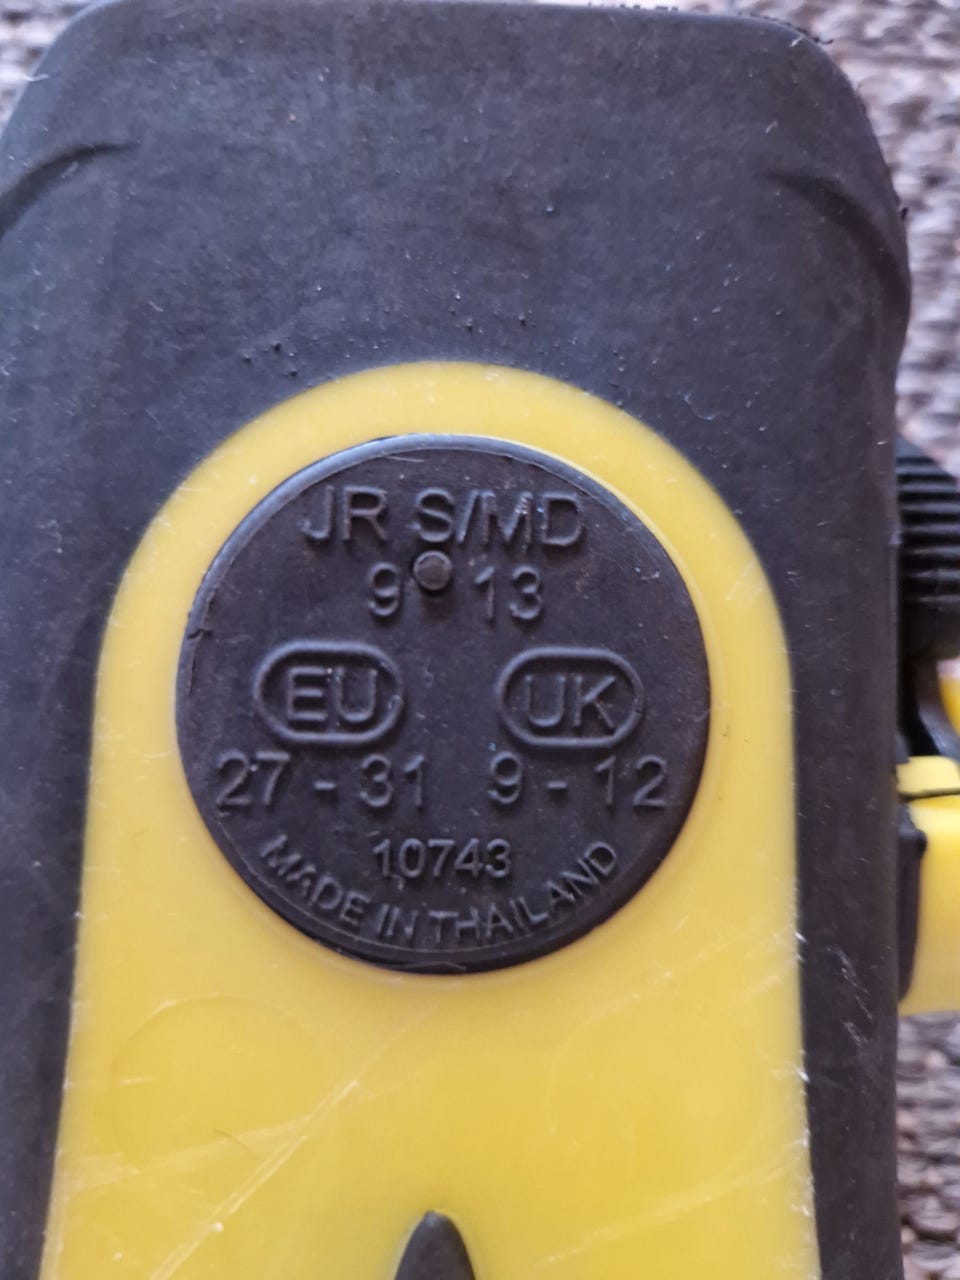 JR S/MD
9 13
EU UK
27 - 31 9 - 12
10743
MADE IN THAILAND